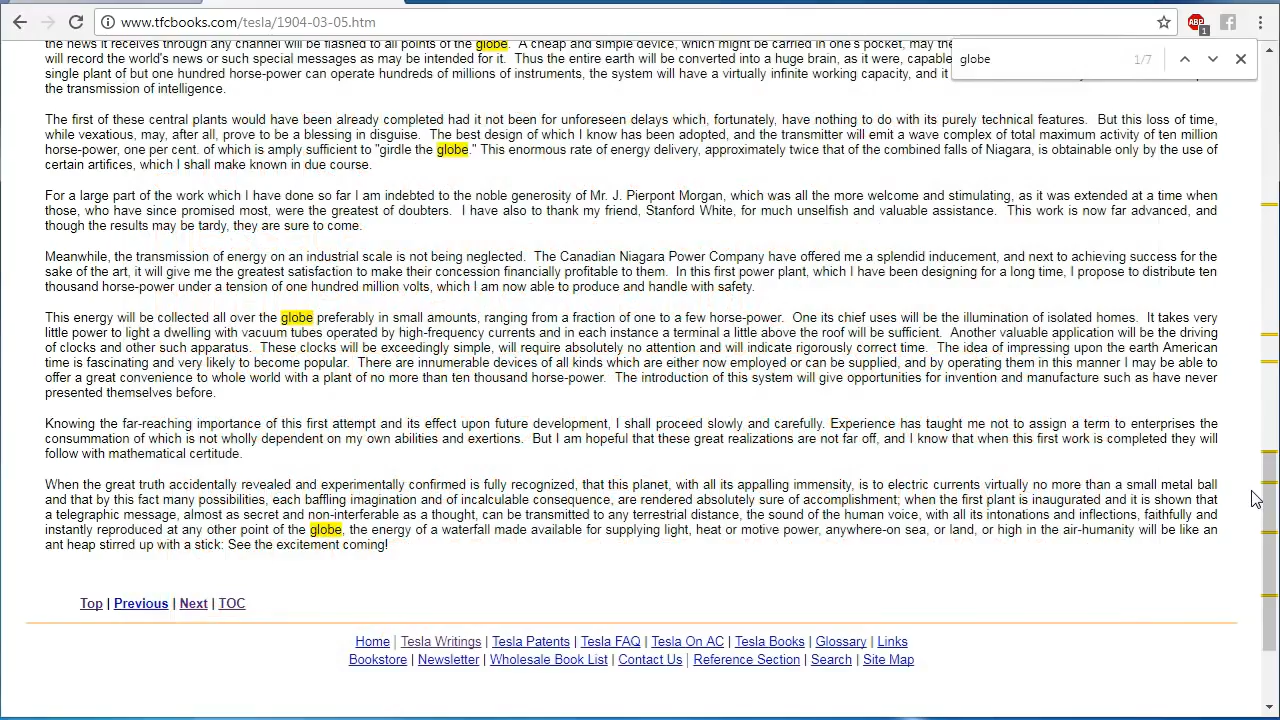 www.tfcbooks.com/tesla/1904-03-05.htm
ABP
1
globe
1/7
the news it receives through any channel will be flashed to all points of the globe. A cheap and simple device, which might be carried in one's pocket, may the
will record the world's news or such special messages as may be intended for it. Thus the entire earth will be converted into a huge brain, as it were, capable
single plant of but one hundred horse-power can operate hundreds of millions of instruments, the system will have a virtually infinite working capacity, and it
the transmission of intelligence.
The first of these central plants would have been already completed had it not been for unforeseen delays which, fortunately, have nothing to do with its purely technical features. But this loss of time,
while vexatious, may, after all, prove to be a blessing in disguise. The best design of which I know has been adopted, and the transmitter will emit a wave complex of total maximum activity of ten million
horse-power, one per cent. of which is amply sufficient to "girdle the globe." This enormous rate of energy delivery, approximately twice that of the combined falls of Niagara, is obtainable only by the use of
certain artifices, which I shall make known in due course.
For a large part of the work which I have done so far I am indebted to the noble generosity of Mr. J. Pierpont Morgan, which was all the more welcome and stimulating, as it was extended at a time when
those, who have since promised most, were the greatest of doubters. I have also to thank my friend, Stanford White, for much unselfish and valuable assistance. This work is now far advanced, and
though the results may be tardy, they are sure to come.
Meanwhile, the transmission of energy on an industrial scale is not being neglected. The Canadian Niagara Power Company have offered me a splendid inducement, and next to achieving success for the
sake of the art, it will give me the greatest satisfaction to make their concession financially profitable to them. In this first power plant, which I have been designing for a long time, I propose to distribute ten
thousand horse-power under a tension of one hundred million volts, which I am now able to produce and handle with safety.
This energy will be collected all over the globe preferably in small amounts, ranging from a fraction of one to a few horse-power. One its chief uses will be the illumination of isolated homes. It takes very
little power to light a dwelling with vacuum tubes operated by high-frequency currents and in each instance a terminal a little above the roof will be sufficient. Another valuable application will be the driving
of clocks and other such apparatus. These clocks will be exceedingly simple, will require absolutely no attention and will indicate rigorously correct time. The idea of impressing upon the earth American
time is fascinating and very likely to become popular. There are innumerable devices of all kinds which are either now employed or can be supplied, and by operating them in this manner I may be able to
offer a great convenience to whole world with a plant of no more than ten thousand horse-power. The introduction of this system will give opportunities for invention and manufacture such as have never
presented themselves before.
Knowing the far-reaching importance of this first attempt and its effect upon future development, I shall proceed slowly and carefully. Experience has taught me not to assign a term to enterprises the
consummation of which is not wholly dependent on my own abilities and exertions. But I am hopeful that these great realizations are not far off, and I know that when this first work is completed they will
follow with mathematical certitude.
When the great truth accidentally revealed and experimentally confirmed is fully recognized, that this planet, with all its appalling immensity, is to electric currents virtually no more than a small metal ball
and that by this fact many possibilities, each baffling imagination and of incalculable consequence, are rendered absolutely sure of accomplishment; when the first plant is inaugurated and it is shown that
a telegraphic message, almost as secret and non-interferable as a thought, can be transmitted to any terrestrial distance, the sound of the human voice, with all its intonations and inflections, faithfully and
instantly reproduced at any other point of the globe, the energy of a waterfall made available for supplying light, heat or motive power, anywhere-on sea, or land, or high in the air-humanity will be like an
ant heap stirred up with a stick: See the excitement coming!
Top | Previous | Next | TOC
Home | Tesla Writings | Tesla Patents | Tesla FAQ | Tesla On AC | Tesla Books | Glossary | Links
Bookstore | Newsletter | Wholesale Book List | Contact Us | Reference Section | Search | Site Map